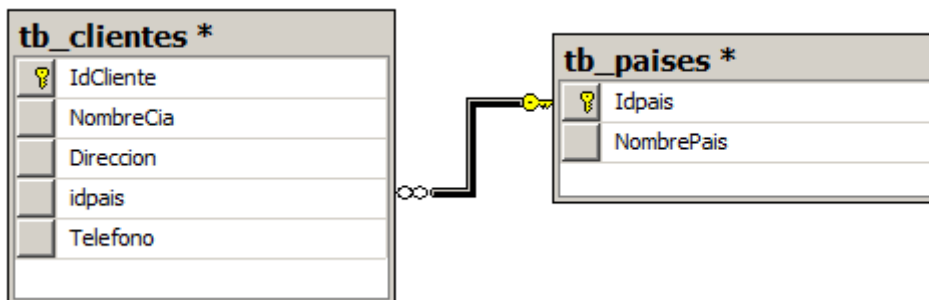 tb_clientes *
IdCliente
NombreCia
Direccion
idpais
Telefono
tb_paises *
Idpais
NombrePais